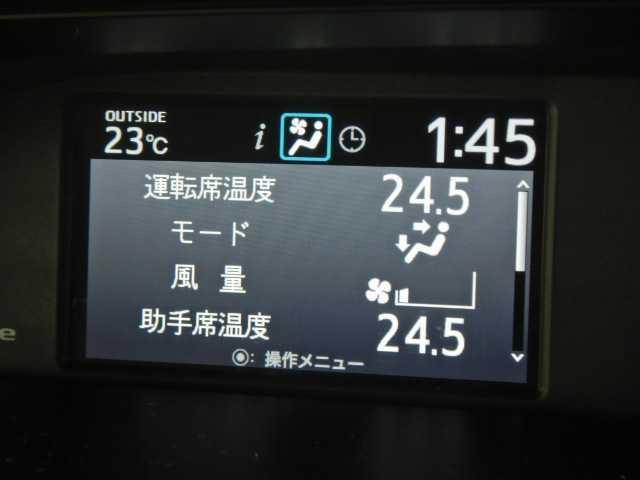 OUTSIDE
23℃ i 1:45
運転席温度 24.5
モード
風量
助手席温度 24.5
◉: 操作メニュー
e